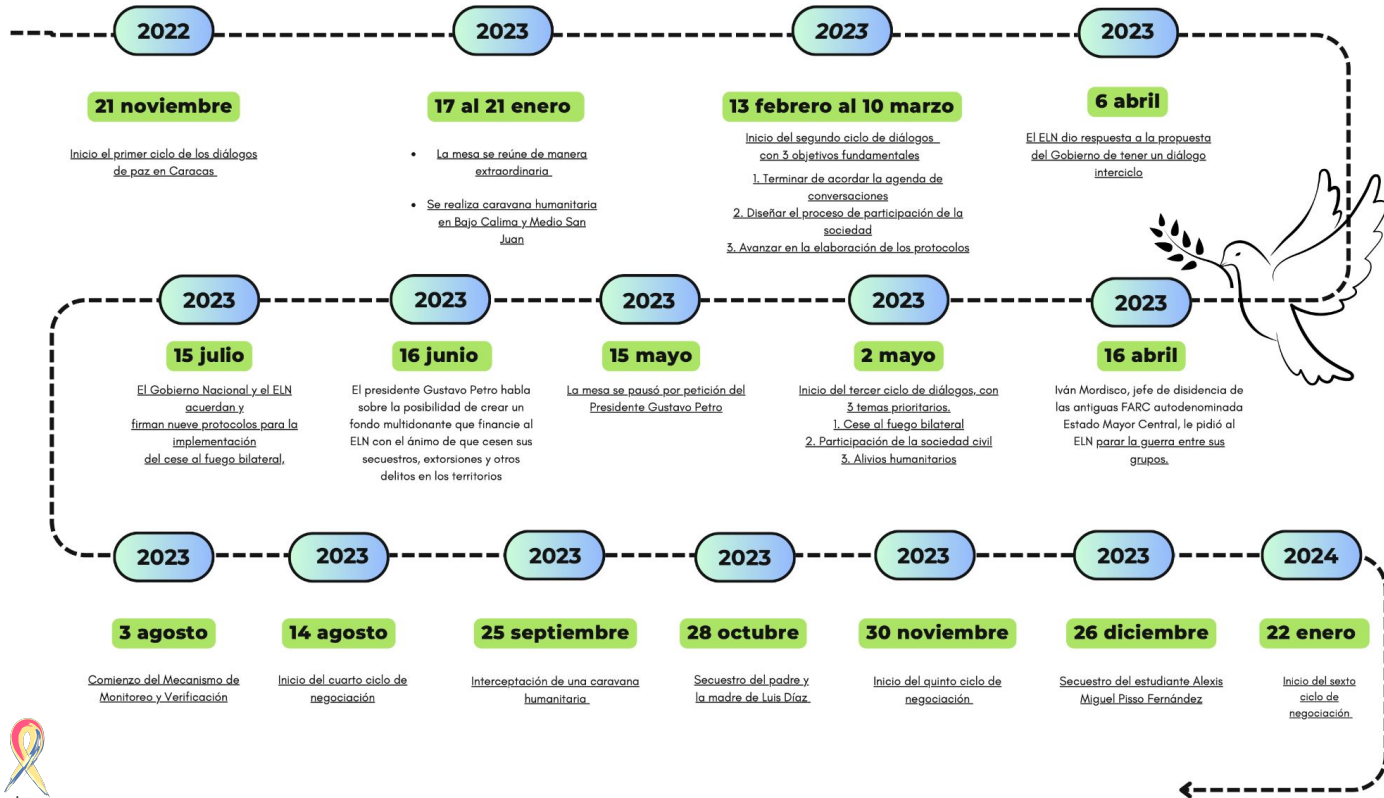 2022
21 noviembre
Inicio el primer ciclo de los diálogos
de paz en Caracas
2023
17 al 21 enero
• La mesa se reúne de manera
extraordinaria
• Se realiza caravana humanitaria
en Bajo Calima y Medio San
Juan
2023
13 febrero al 10 marzo
Inicio del segundo ciclo de diálogos
con 3 objetivos fundamentales
1. Terminar de acordar la agenda de
conversaciones
2. Diseñar el proceso de participación de la
sociedad
3. Avanzar en la elaboración de los protocolos
2023
6 abril
El ELN dio respuesta a la propuesta
del Gobierno de tener un diálogo
interciclo
2023
16 abril
Iván Mordisco, jefe de disidencia de
las antiguas FARC autodenominada
Estado Mayor Central, le pidió al
ELN parar la guerra entre sus
grupos.
2023
2 mayo
Inicio del tercer ciclo de diálogos, con
3 temas prioritarios.
1. Cese al fuego bilateral
2. Participación de la sociedad civil
3. Alivios humanitarios
2023
15 mayo
La mesa se pausó por petición del
Presidente Gustavo Petro
2023
16 junio
El presidente Gustavo Petro habla
sobre la posibilidad de crear un
fondo multidonante que financie al
ELN con el ánimo de que cesen sus
secuestros, extorsiones y otros
delitos en los territorios
2023
15 julio
El Gobierno Nacional y el ELN
acuerdan y
firman nueve protocolos para la
implementación
del cese al fuego bilateral,
2023
3 agosto
Comienzo del Mecanismo de
Monitoreo y Verificación
2023
14 agosto
Inicio del cuarto ciclo de
negociación
2023
25 septiembre
Interceptación de una caravana
humanitaria
2023
28 octubre
Secuestro del padre y
la madre de Luis Díaz
2023
30 noviembre
Inicio del quinto ciclo de
negociación
2023
26 diciembre
Secuestro del estudiante Alexis
Miguel Pisso Fernández
2024
22 enero
Inicio del sexto
ciclo de
negociación